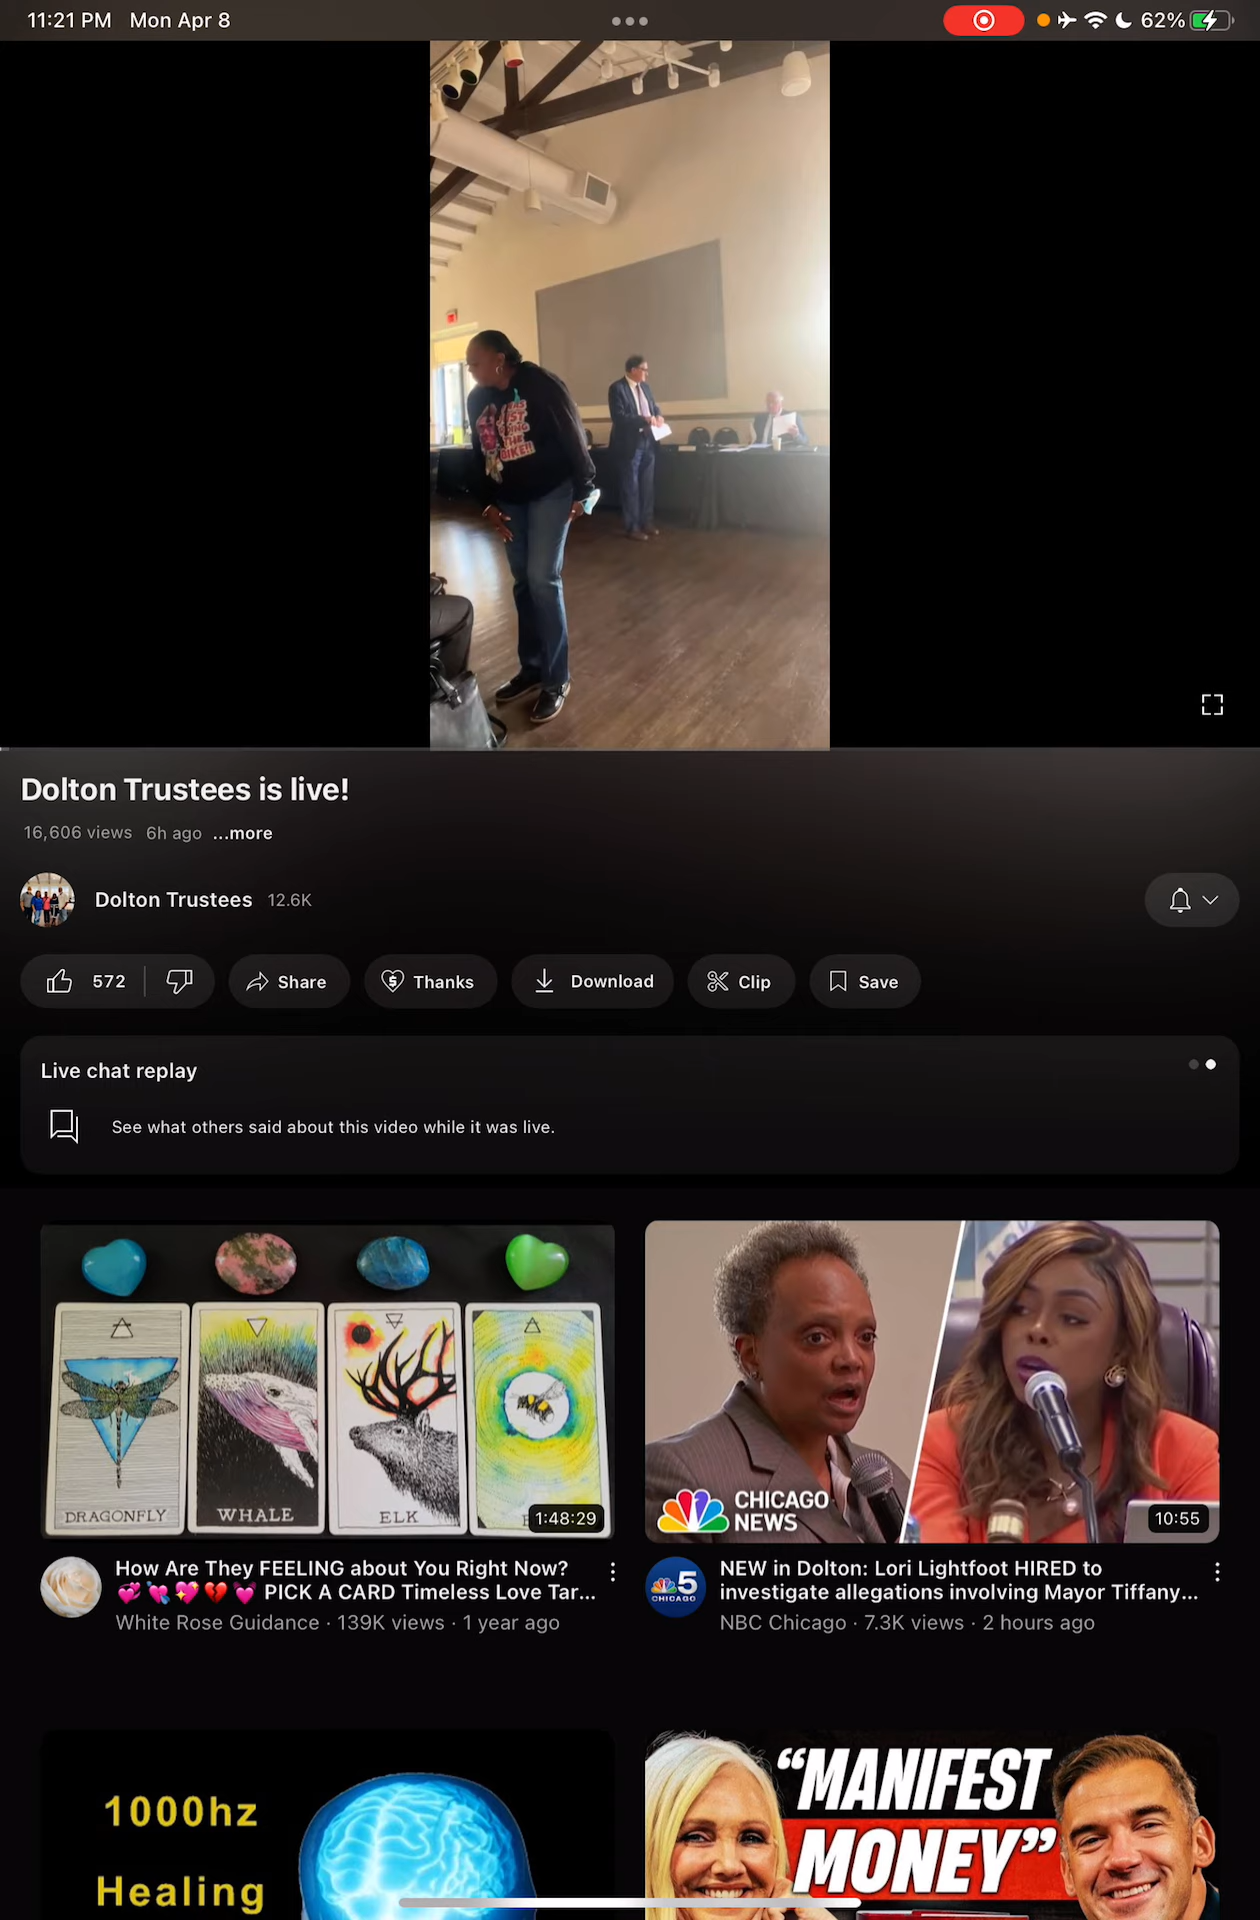 11:21 PM Mon Apr 8
62%
THE
BIKE!!
Dolton Trustees is live!
16,606 views 6h ago ...more
Dolton Trustees 12.6K
572
Share
Thanks
Download
Clip
Save
Live chat replay
See what others said about this video while it was live.
DRAGONFLY
WHALE
ELK
1:48:29
CHICAGO
NEWS
10:55
How Are They FEELING about You Right Now?
💞💘💖💔💓 PICK A CARD Timeless Love Tar...
White Rose Guidance · 139K views · 1 year ago
5
CHICAGO
NEW in Dolton: Lori Lightfoot HIRED to
investigate allegations involving Mayor Tiffany...
NBC Chicago · 7.3K views · 2 hours ago
1000hz
Healing
“MANIFEST
MONEY”